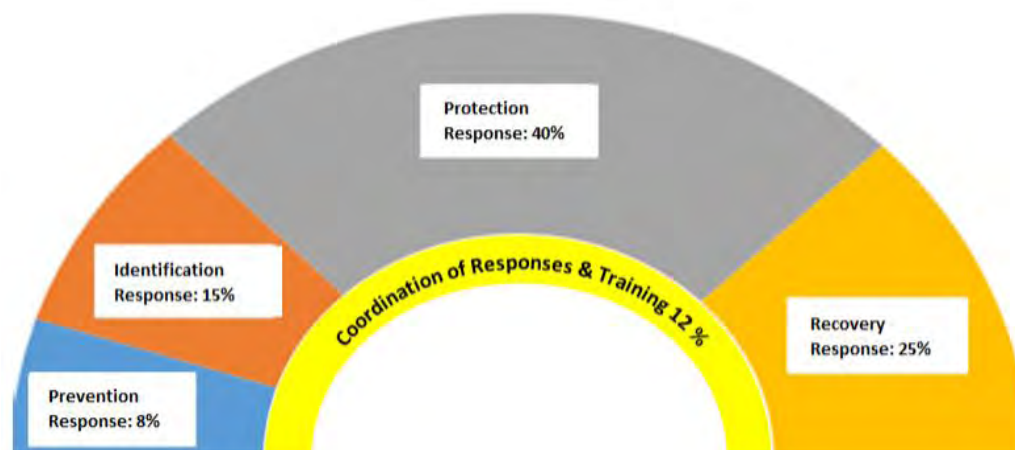 Protection
Response: 40%
Identification
Response: 15%
Coordination of Responses & Training 12 %
Recovery
Response: 25%
Prevention
Response: 8%